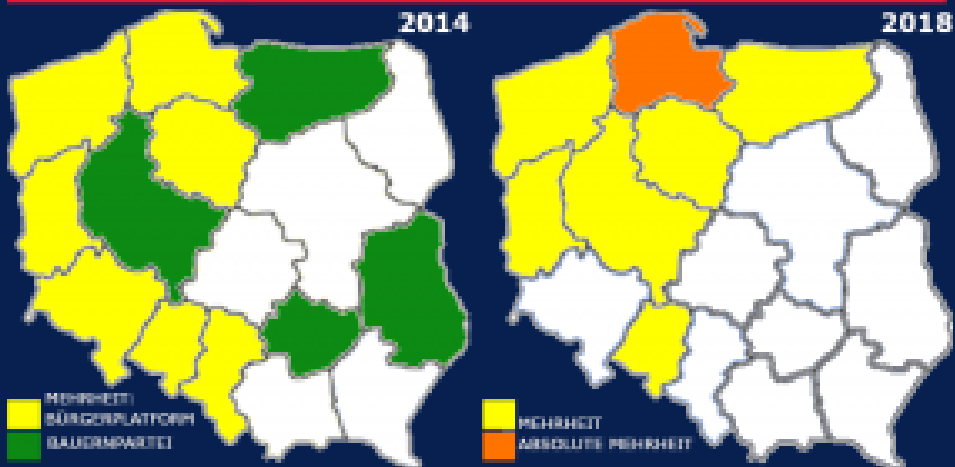 2014
2018
MEHRHEIT:
BÜRGERPLATFORM
BAUERNPARTEI
MEHRHEIT
ABSOLUTE MEHRHEIT